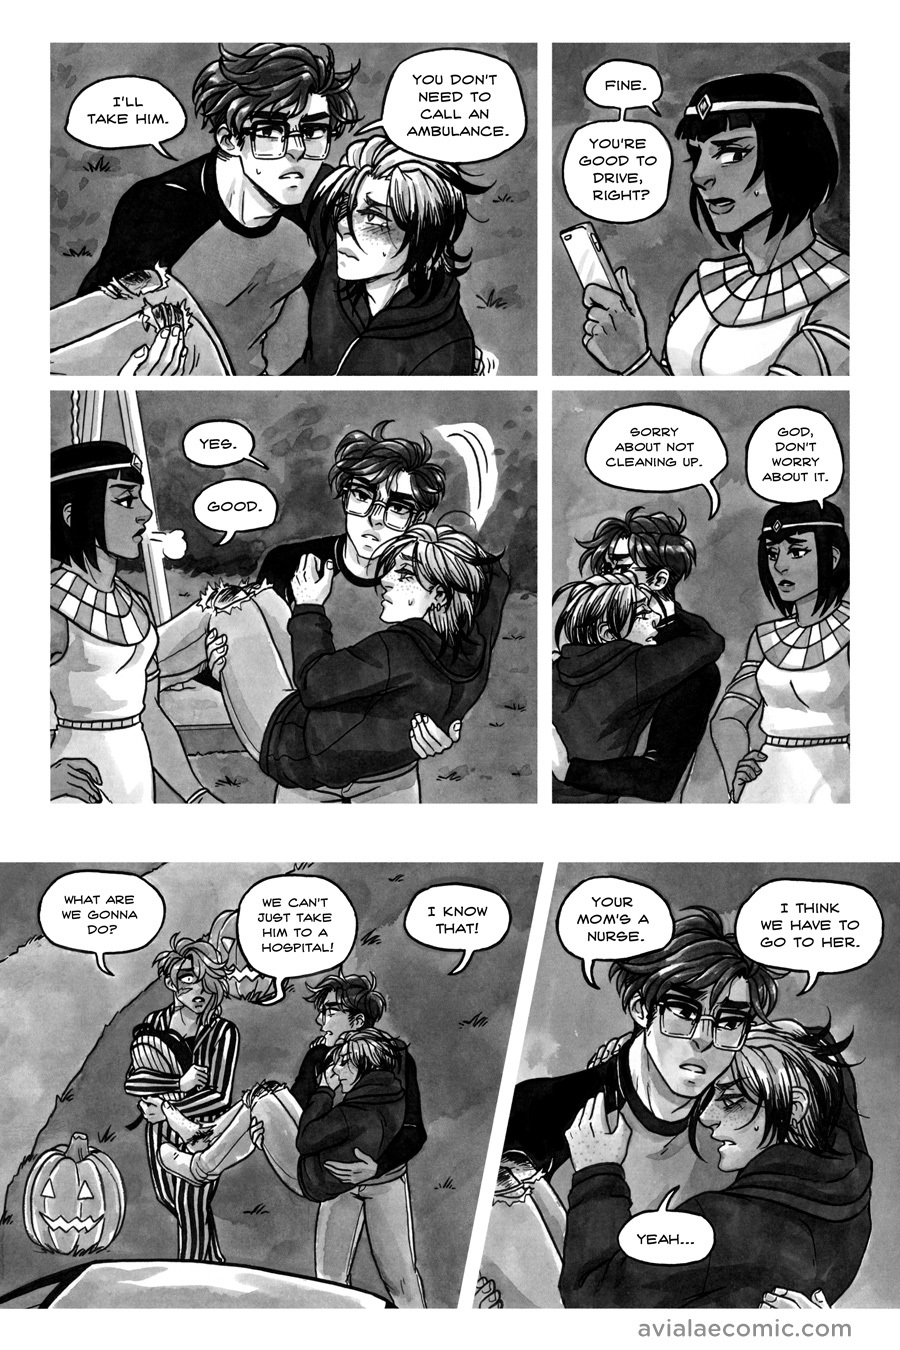 I'LL
TAKE HIM.
YOU DON'T
NEED TO
CALL AN
AMBULANCE.
FINE.
YOU'RE
GOOD TO
DRIVE,
RIGHT?
YES.
GOOD.
SORRY
ABOUT NOT
CLEANING UP.
GOD,
DON'T
WORRY
ABOUT IT.
WHAT ARE
WE GONNA
DO?
WE CAN'T
JUST TAKE
HIM TO A
HOSPITAL!
I KNOW
THAT!
YOUR
MOM'S A
NURSE.
I THINK
WE HAVE TO
GO TO HER.
YEAH...
avialaecomic.com